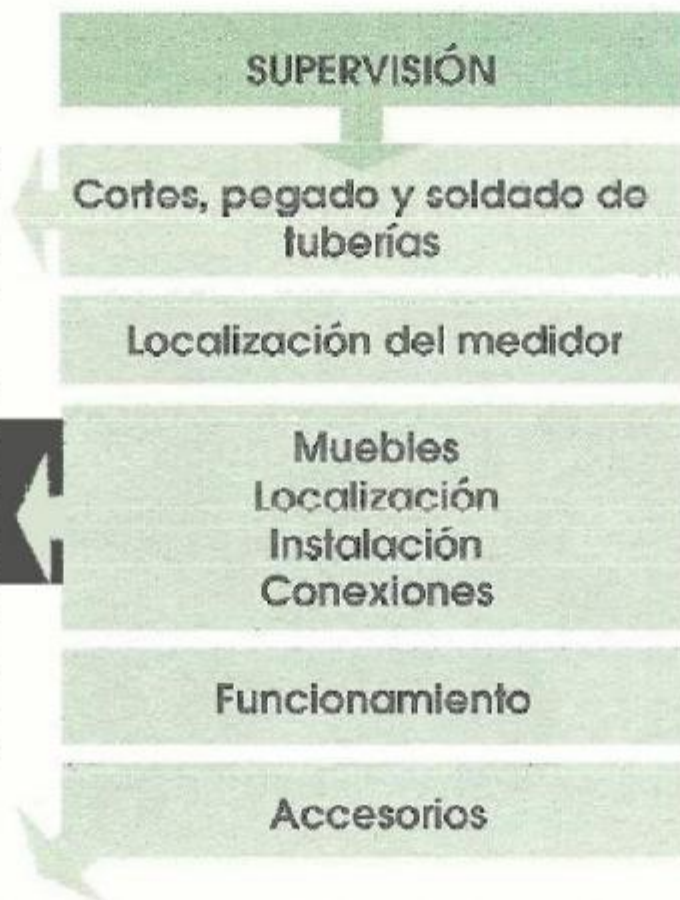 SUPERVISIÓN
Cortes, pegado y soldado de
tuberías
Localización del medidor
Muebles
Localización
Instalación
Conexiones
Funcionamiento
Accesorios